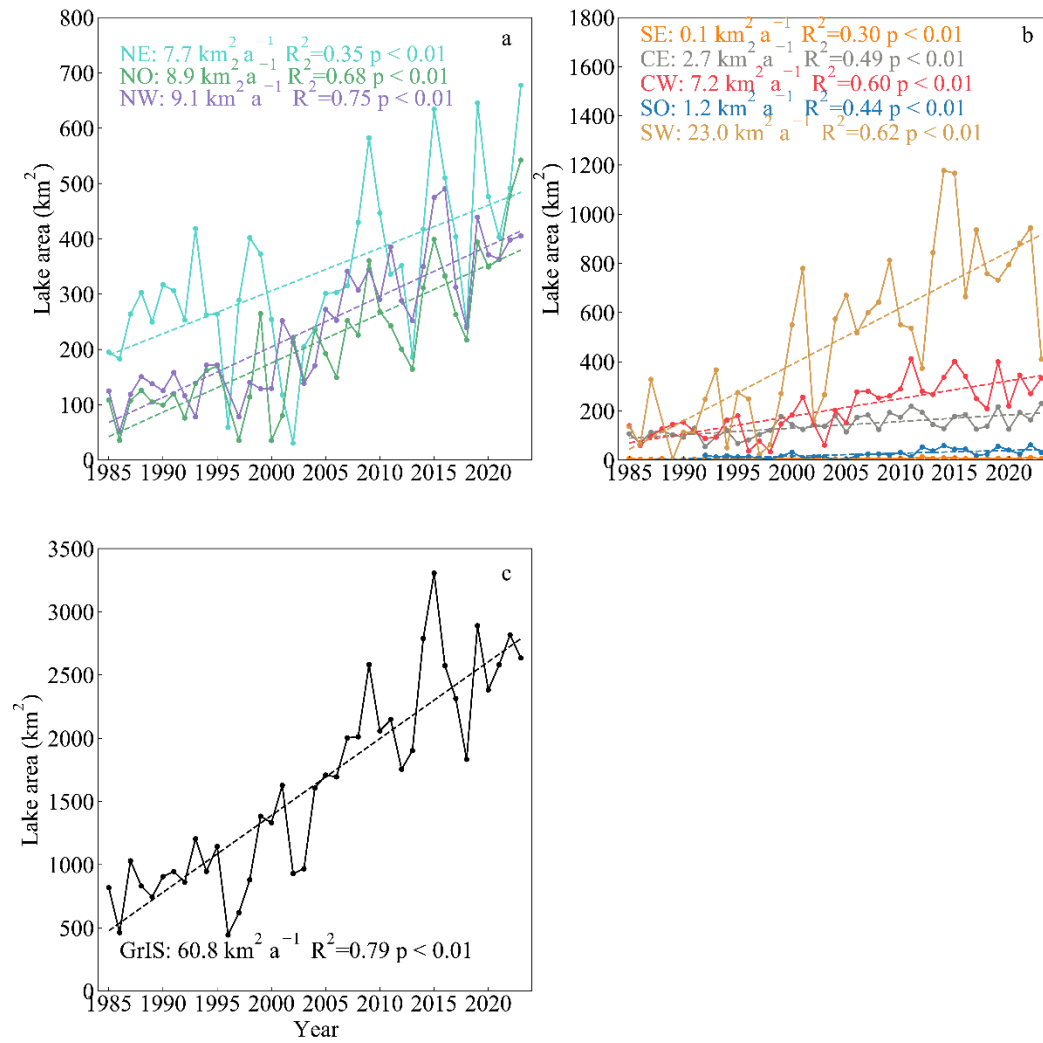 a
NE: 7.7 km² a⁻¹ R²=0.35 p < 0.01
NO: 8.9 km² a⁻¹ R²=0.68 p < 0.01
NW: 9.1 km² a⁻¹ R²=0.75 p < 0.01
Lake area (km²)
800
700
600
500
400
300
200
100
0
1985 1990 1995 2000 2005 2010 2015 2020
b
SE: 0.1 km² a⁻¹ R²=0.30 p < 0.01
CE: 2.7 km² a⁻¹ R²=0.49 p < 0.01
CW: 7.2 km² a⁻¹ R²=0.60 p < 0.01
SO: 1.2 km² a⁻¹ R²=0.44 p < 0.01
SW: 23.0 km² a⁻¹ R²=0.62 p < 0.01
Lake area (km²)
1800
1600
1400
1200
1000
800
600
400
200
0
1985 1990 1995 2000 2005 2010 2015 2020
c
Lake area (km²)
3500
3000
2500
2000
1500
1000
500
0
GrIS: 60.8 km² a⁻¹ R²=0.79 p < 0.01
1985 1990 1995 2000 2005 2010 2015 2020
Year